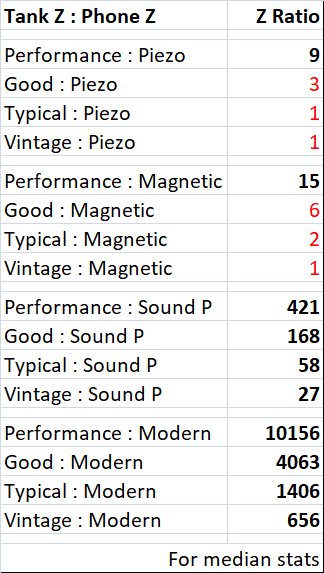 Tank Z : Phone Z Z Ratio
Performance : Piezo 9
Good : Piezo 3
Typical : Piezo 1
Vintage : Piezo 1
Performance : Magnetic 15
Good : Magnetic 6
Typical : Magnetic 2
Vintage : Magnetic 1
Performance : Sound P 421
Good : Sound P 168
Typical : Sound P 58
Vintage : Sound P 27
Performance : Modern 10156
Good : Modern 4063
Typical : Modern 1406
Vintage : Modern 656
For median stats